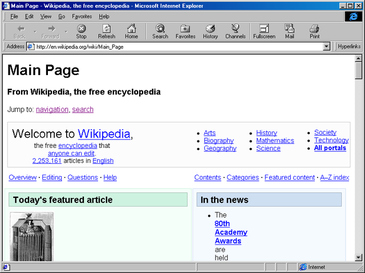 Main Page - Wikipedia, the free encyclopedia - Microsoft Internet Explorer
File Edit View Go Favorites Help
Back Forward Stop Refresh Home Search Favorites History Channels Fullscreen Mail Print
Address http://en.wikipedia.org/wiki/Main_Page Hyperlinks
Main Page
From Wikipedia, the free encyclopedia
Jump to: navigation, search
Welcome to Wikipedia,
the free encyclopedia that
anyone can edit.
2,253,161 articles in English
Arts
Biography
Geography
History
Mathematics
Science
Society
Technology
All portals
Overview · Editing · Questions · Help
Contents · Categories · Featured content · A–Z index
Today's featured article
In the news
The
80th
Academy
Awards
are
held
Internet